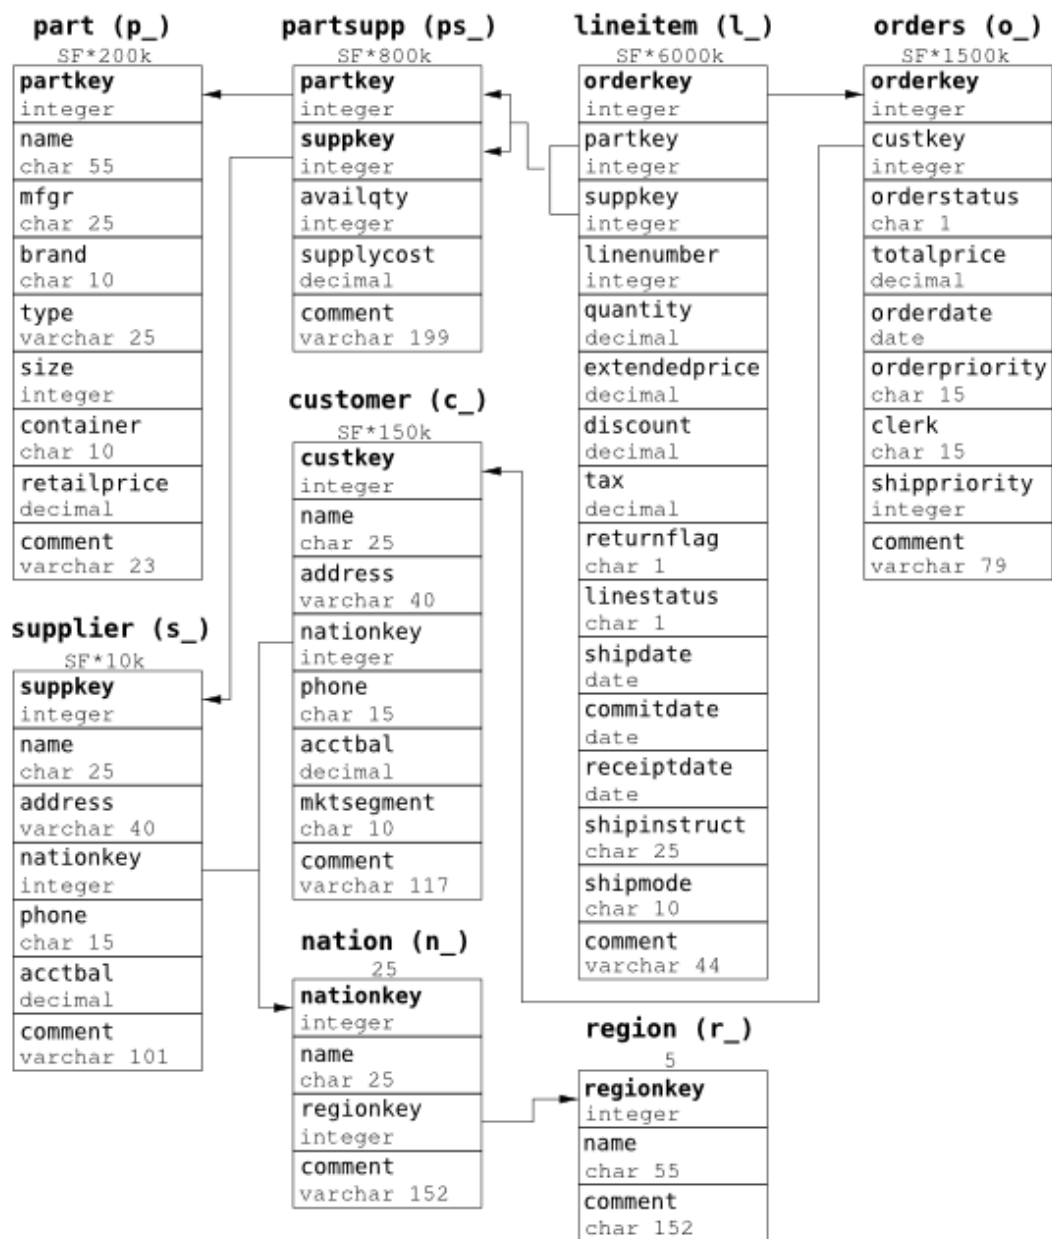 part (p_)
SF*200k
partkey
integer
name
char 55
mfgr
char 25
brand
char 10
type
varchar 25
size
integer
container
char 10
retailprice
decimal
comment
varchar 23
supplier (s_)
SF*10k
suppkey
integer
name
char 25
address
varchar 40
nationkey
integer
phone
char 15
acctbal
decimal
comment
varchar 101
partsupp (ps_)
SF*800k
partkey
integer
suppkey
integer
availqty
integer
supplycost
decimal
comment
varchar 199
customer (c_)
SF*150k
custkey
integer
name
char 25
address
varchar 40
nationkey
integer
phone
char 15
acctbal
decimal
mktsegment
char 10
comment
varchar 117
nation (n_)
25
nationkey
integer
name
char 25
regionkey
integer
comment
varchar 152
lineitem (l_)
SF*6000k
orderkey
integer
partkey
integer
suppkey
integer
linenumber
integer
quantity
decimal
extendedprice
decimal
discount
decimal
tax
decimal
returnflag
char 1
linestatus
char 1
shipdate
date
commitdate
date
receiptdate
date
shipinstruct
char 25
shipmode
char 10
comment
varchar 44
region (r_)
5
regionkey
integer
name
char 55
comment
char 152
orders (o_)
SF*1500k
orderkey
integer
custkey
integer
orderstatus
char 1
totalprice
decimal
orderdate
date
orderpriority
char 15
clerk
char 15
shippriority
integer
comment
varchar 79